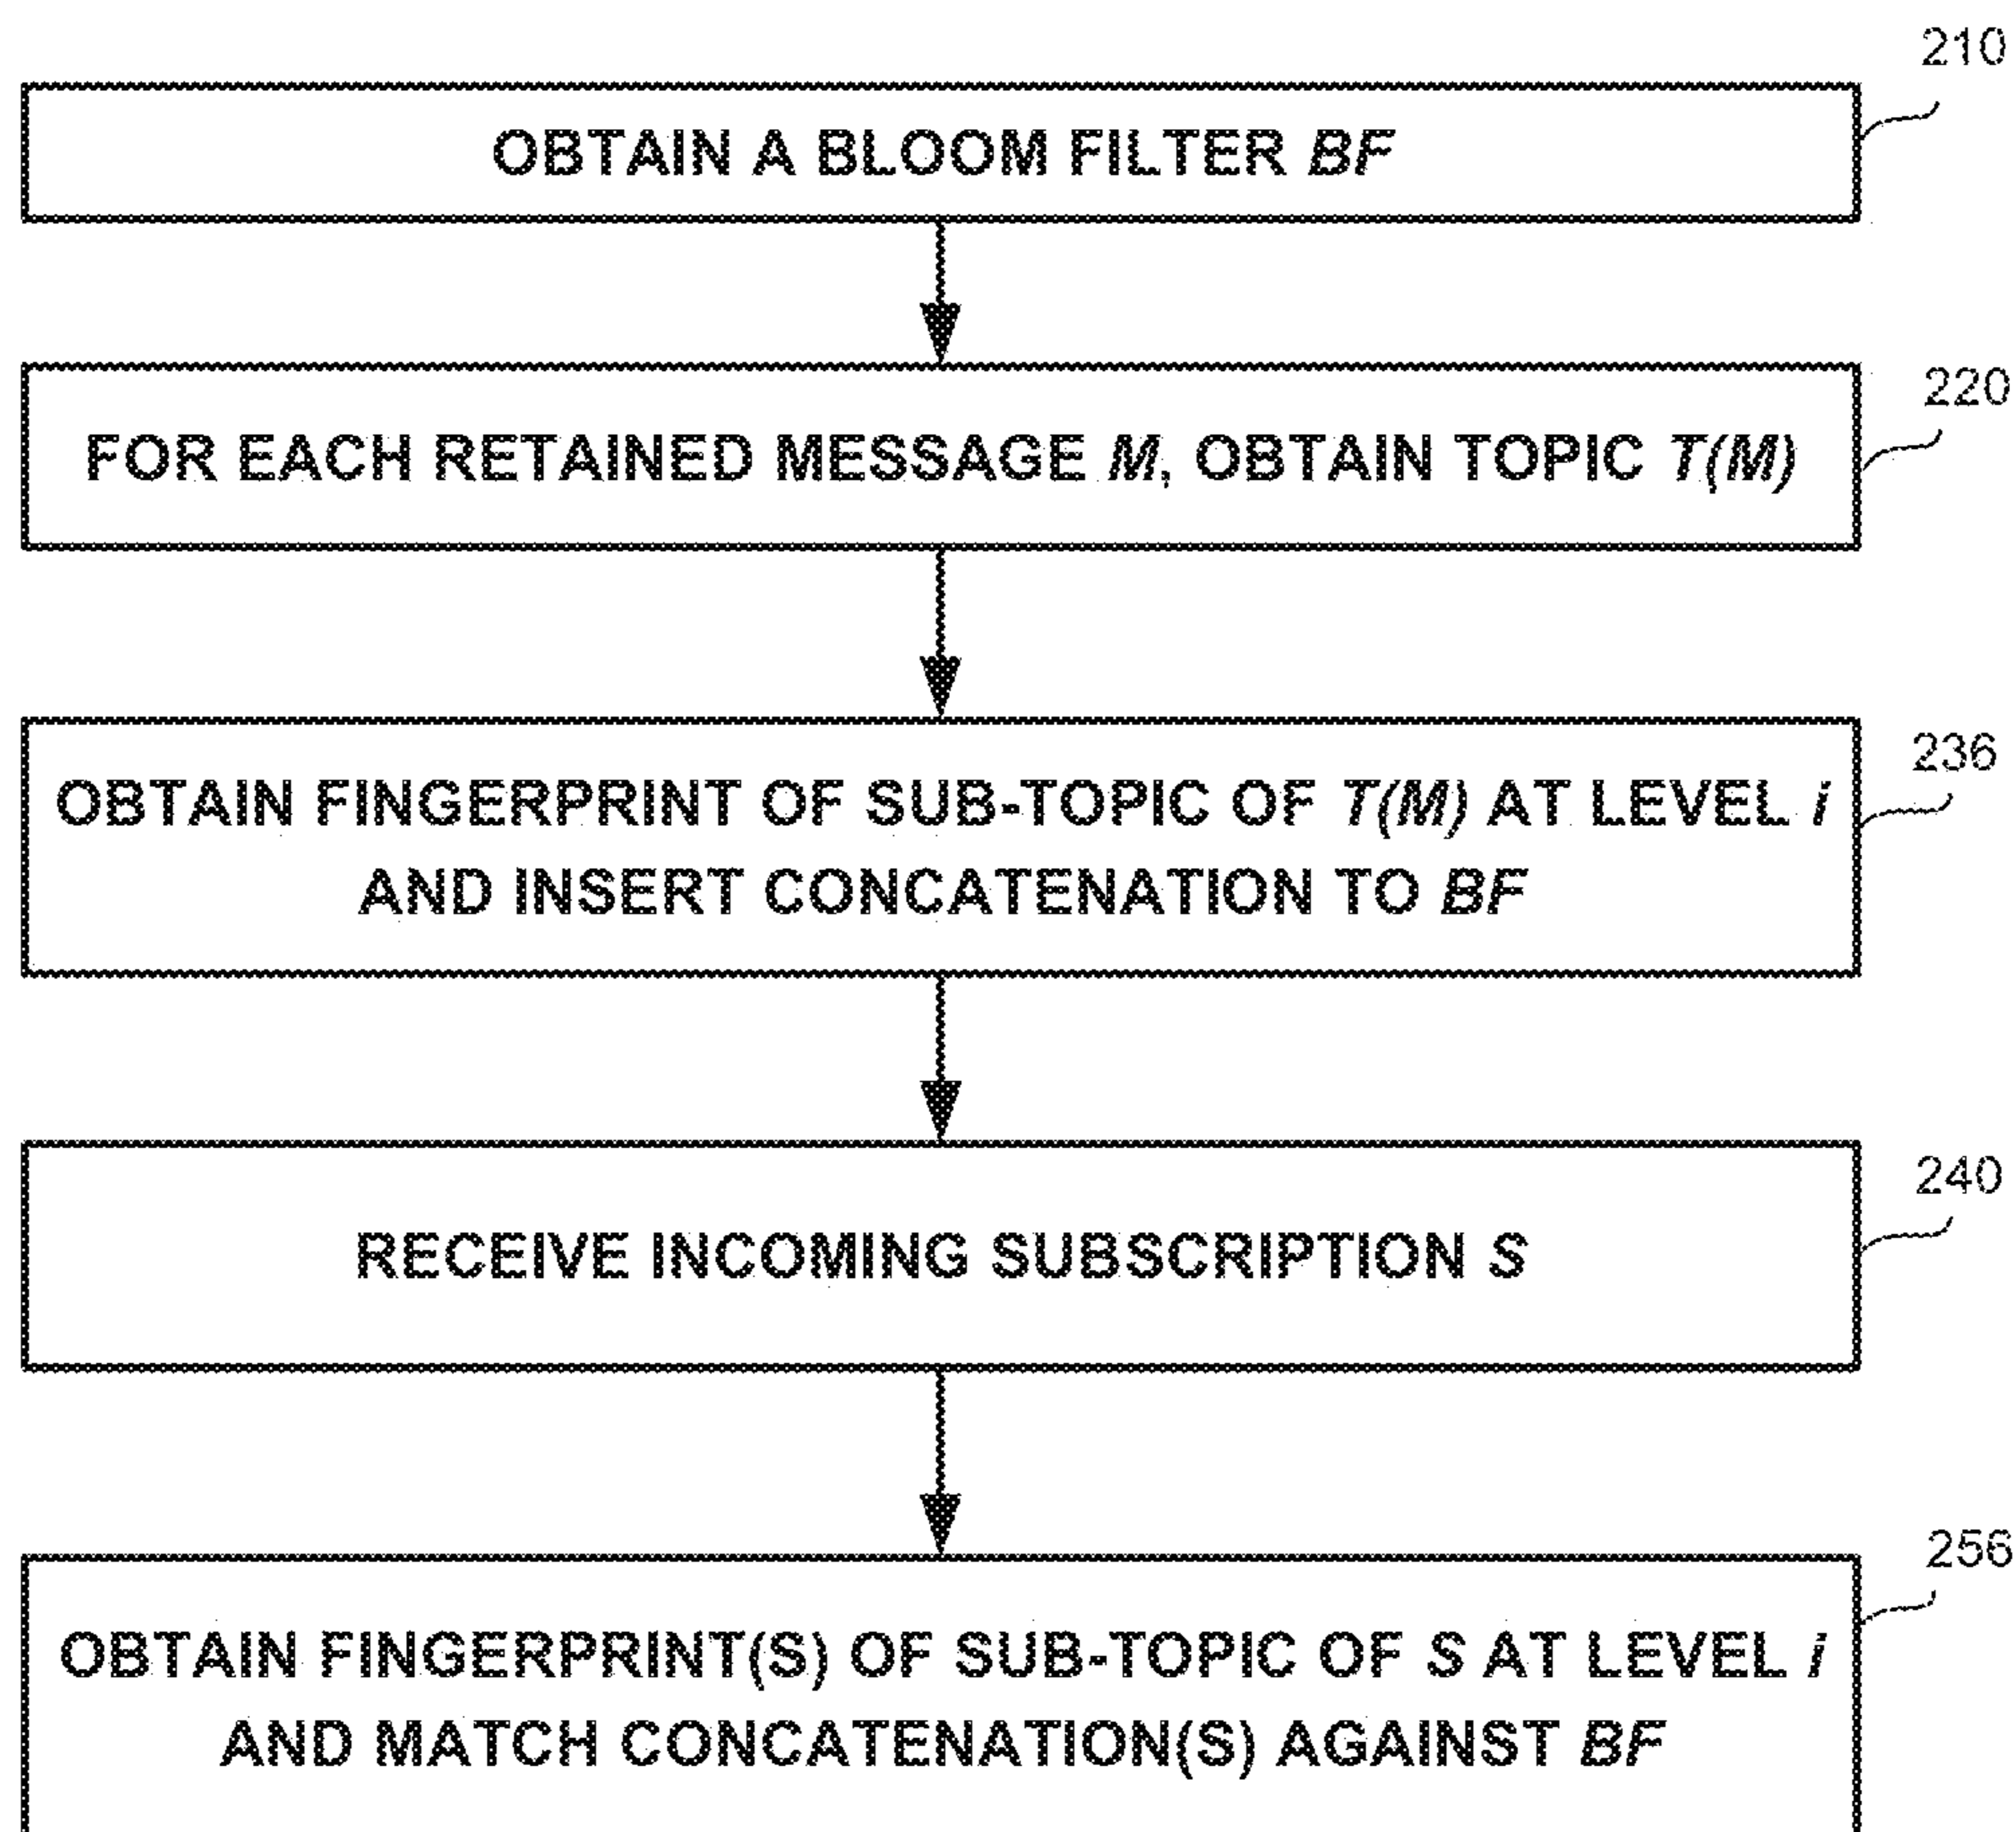 210
OBTAIN A BLOOM FILTER BF
220
FOR EACH RETAINED MESSAGE M, OBTAIN TOPIC T(M)
236
OBTAIN FINGERPRINT OF SUB-TOPIC OF T(M) AT LEVEL i
AND INSERT CONCATENATION TO BF
240
RECEIVE INCOMING SUBSCRIPTION S
256
OBTAIN FINGERPRINT(S) OF SUB-TOPIC OF S AT LEVEL i
AND MATCH CONCATENATION(S) AGAINST BF